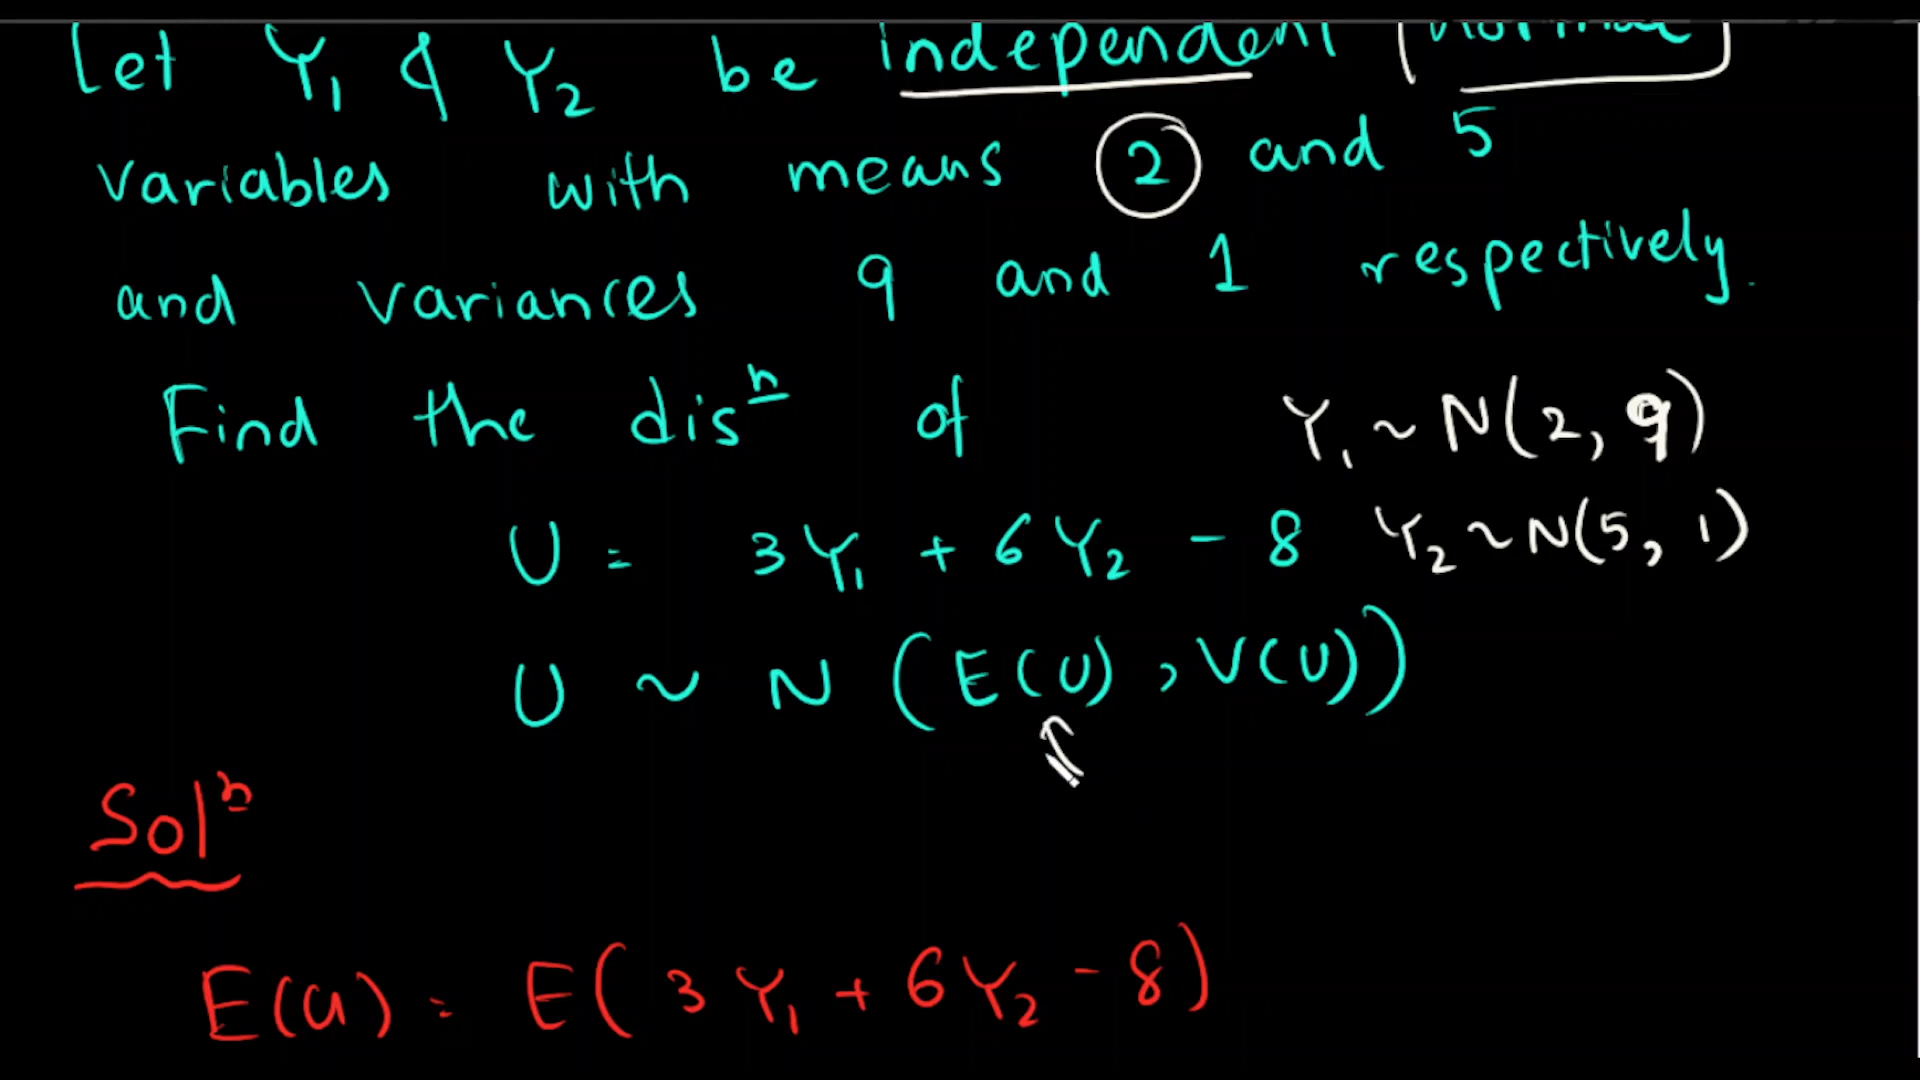 Let Y₁ & Y₂ be independent normal
variables with means 2 and 5
and variances 9 and 1 respectively.
Find the disⁿ of
Y₁ ~ N(2, 9)
U = 3Y₁ + 6Y₂ - 8
Y₂ ~ N(5, 1)
U ~ N (E(U), V(U))
Solⁿ
E(U) = E(3Y₁ + 6Y₂ - 8)